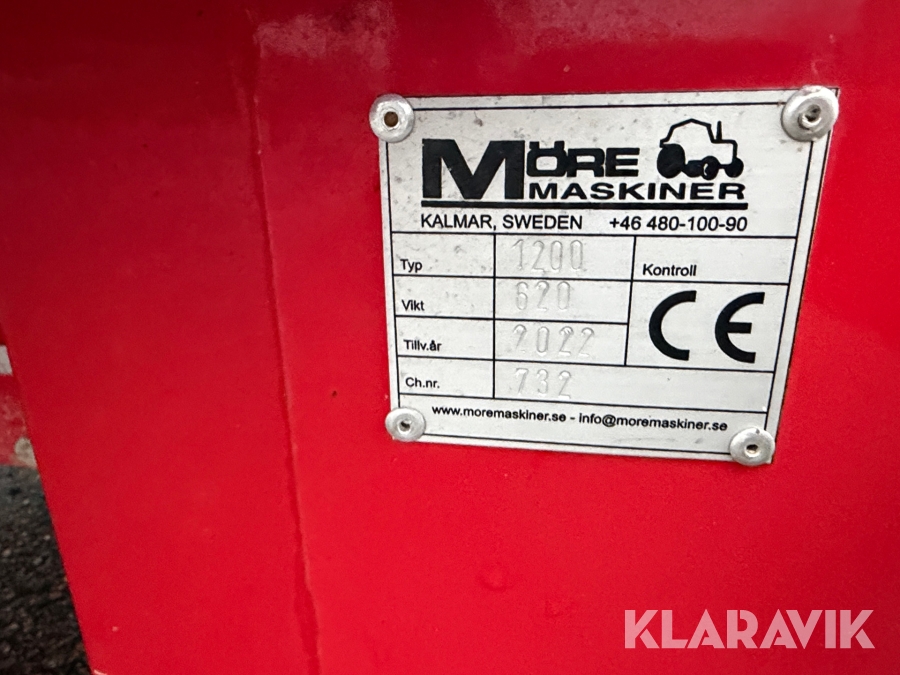 MÖRE
MASKINER
KALMAR, SWEDEN +46 480-100-90
Typ 1200 Kontroll
Vikt 620
CE
Tillv.år 2022
Ch.nr. 732
www.moremaskiner.se - info@moremaskiner.se
KLARAVIK